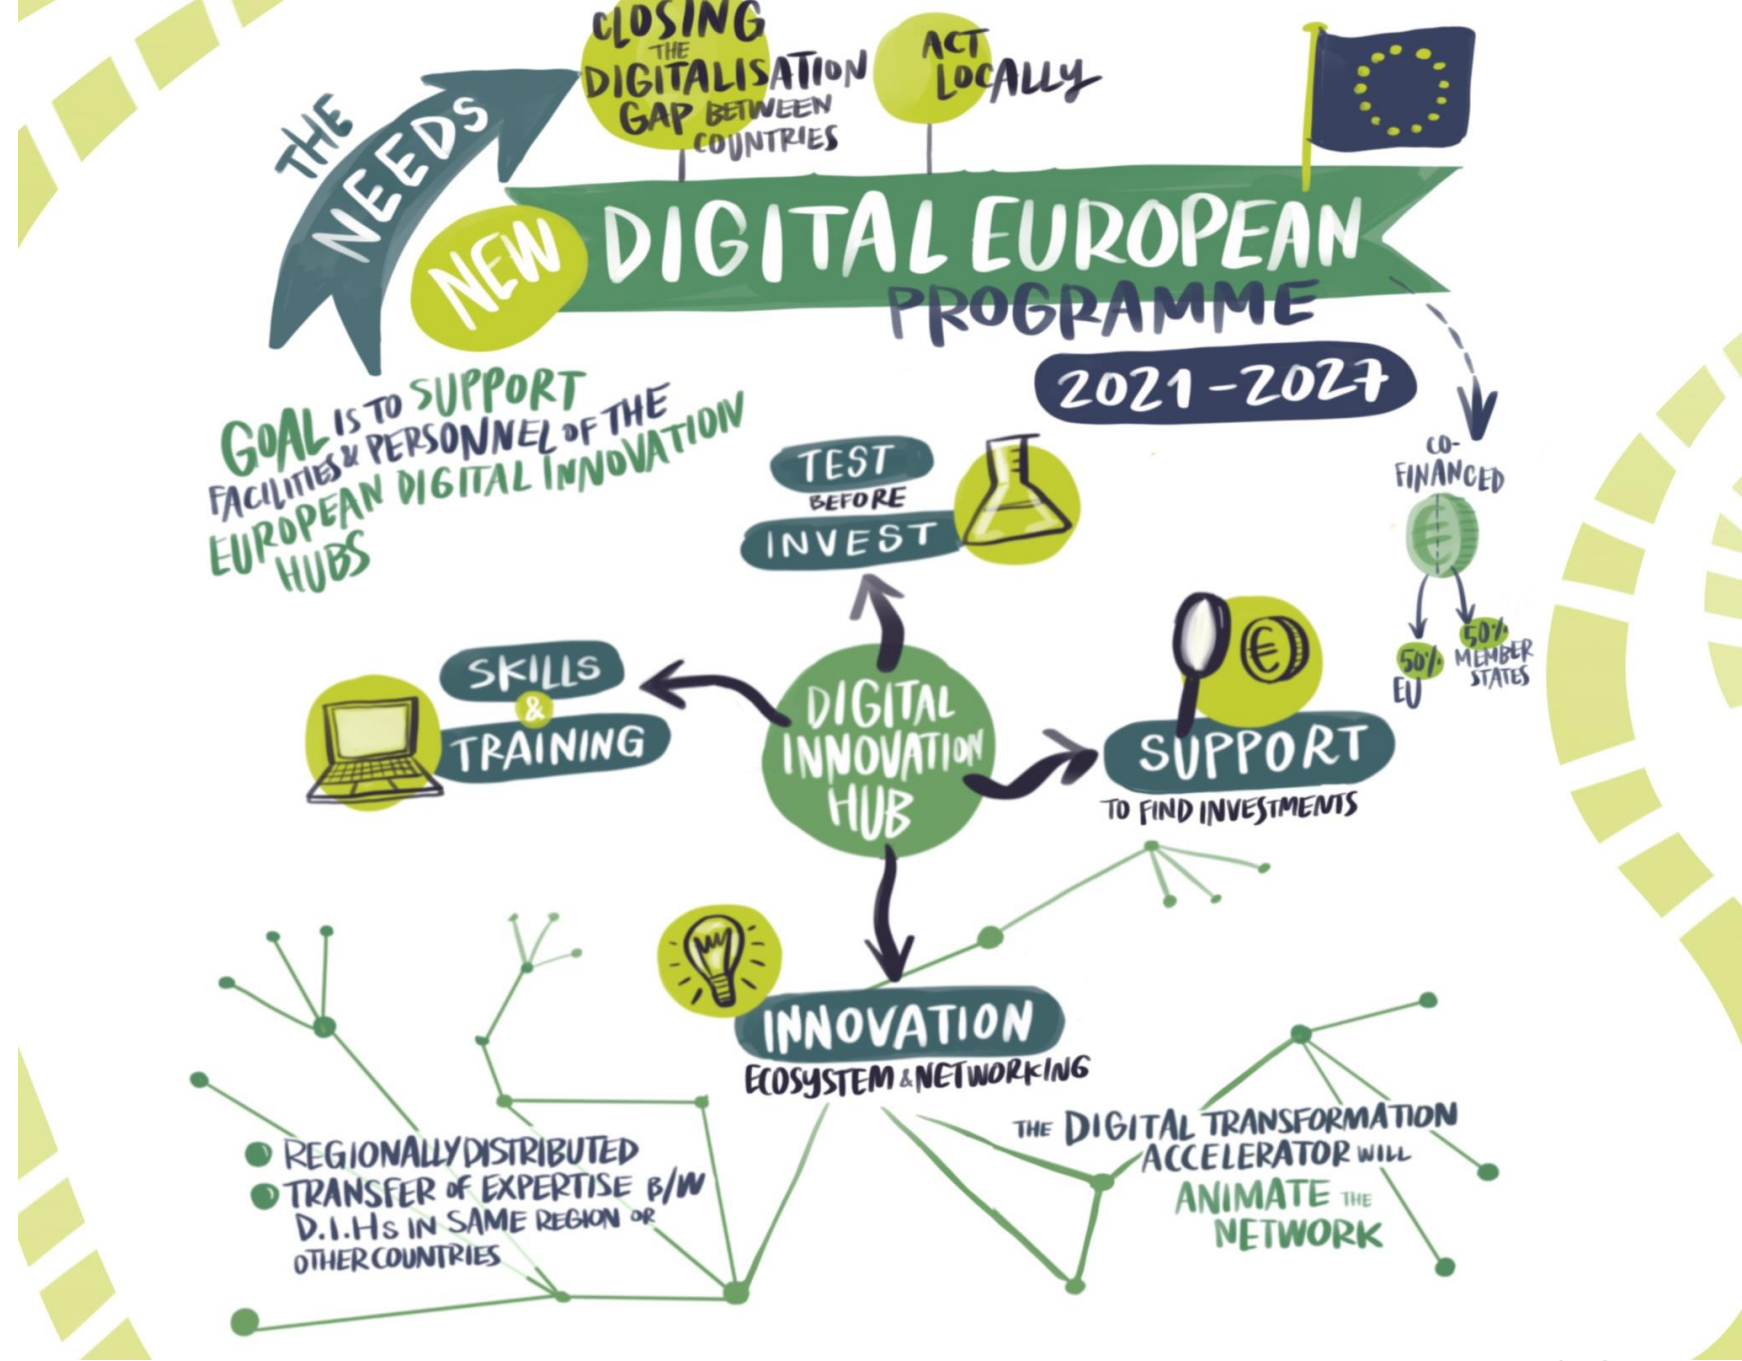 CLOSING
THE
DIGITALISATION
GAP BETWEEN
COUNTRIES
ACT
LOCALLY
THE
NEEDS
NEW
DIGITAL EUROPEAN
PROGRAMME
2021-2027
GOAL IS TO SUPPORT
FACILITIES & PERSONNEL OF THE
EUROPEAN DIGITAL INNOVATION
HUBS
CO-
FINANCED
€
50%
EU
50%
MEMBER
STATES
TEST
BEFORE
INVEST
SKILLS
&
TRAINING
DIGITAL
INNOVATION
HUB
€
SUPPORT
TO FIND INVESTMENTS
INNOVATION
ECOSYSTEM & NETWORKING
REGIONALLY DISTRIBUTED
TRANSFER OF EXPERTISE B/W
D.I.HS IN SAME REGION OR
OTHER COUNTRIES
THE DIGITAL TRANSFORMATION
ACCELERATOR WILL
ANIMATE THE
NETWORK